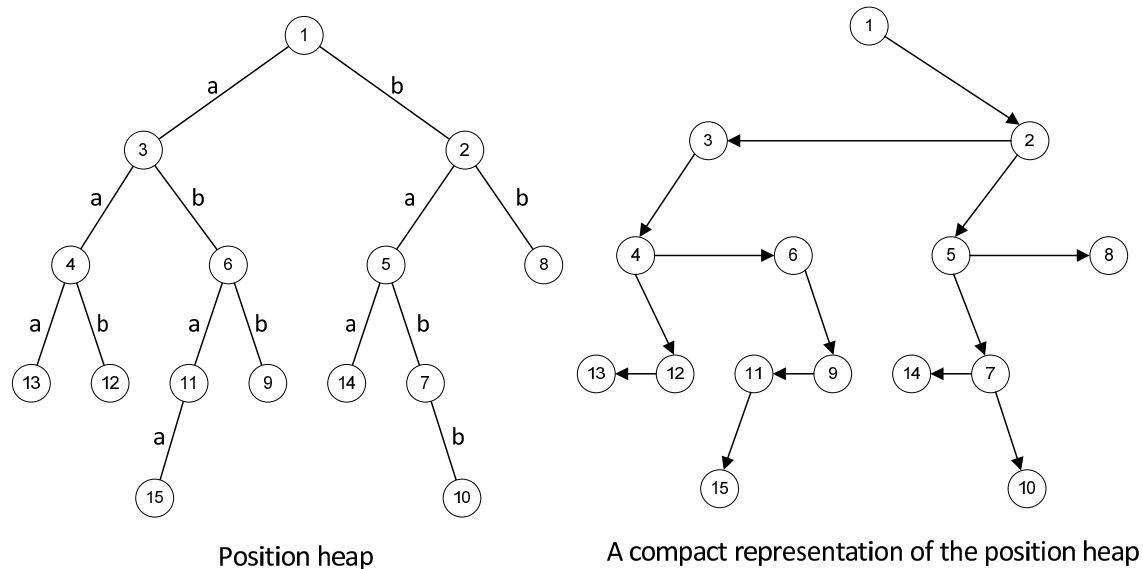 1 1
a b
3 2 3 2
a b a b
4 6 5 8 4 6 5 8
a b a b a b
13 12 11 9 14 7 13 12 11 9 14 7
a b
15 10 15 10
Position heap
A compact representation of the position heap